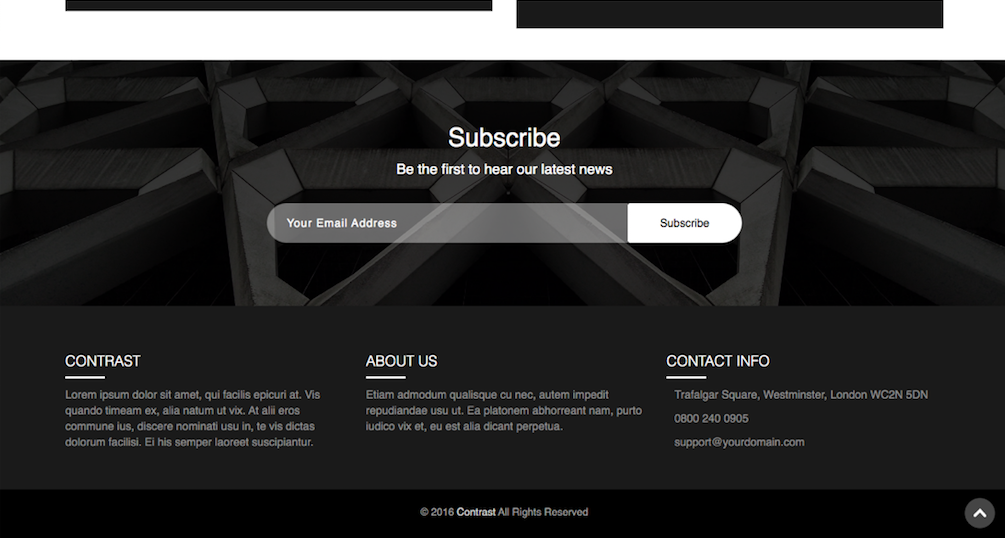 Subscribe
Be the first to hear our latest news
Your Email Address
Subscribe
CONTRAST
Lorem ipsum dolor sit amet, qui facilis epicuri at. Vis
quando timeam ex, alia natum ut vix. At alii eros
commune ius, discere nominati usu in, te vis dictas
dolorum facilisi. Ei his semper laoreet suscipiantur.
ABOUT US
Etiam admodum qualisque cu nec, autem impedit
repudiandae usu ut. Ea platonem abhorreant nam, purto
iudico vix et, eu est alia dicant perpetua.
CONTACT INFO
Trafalgar Square, Westminster, London WC2N 5DN
0800 240 0905
support@yourdomain.com
© 2016 Contrast All Rights Reserved